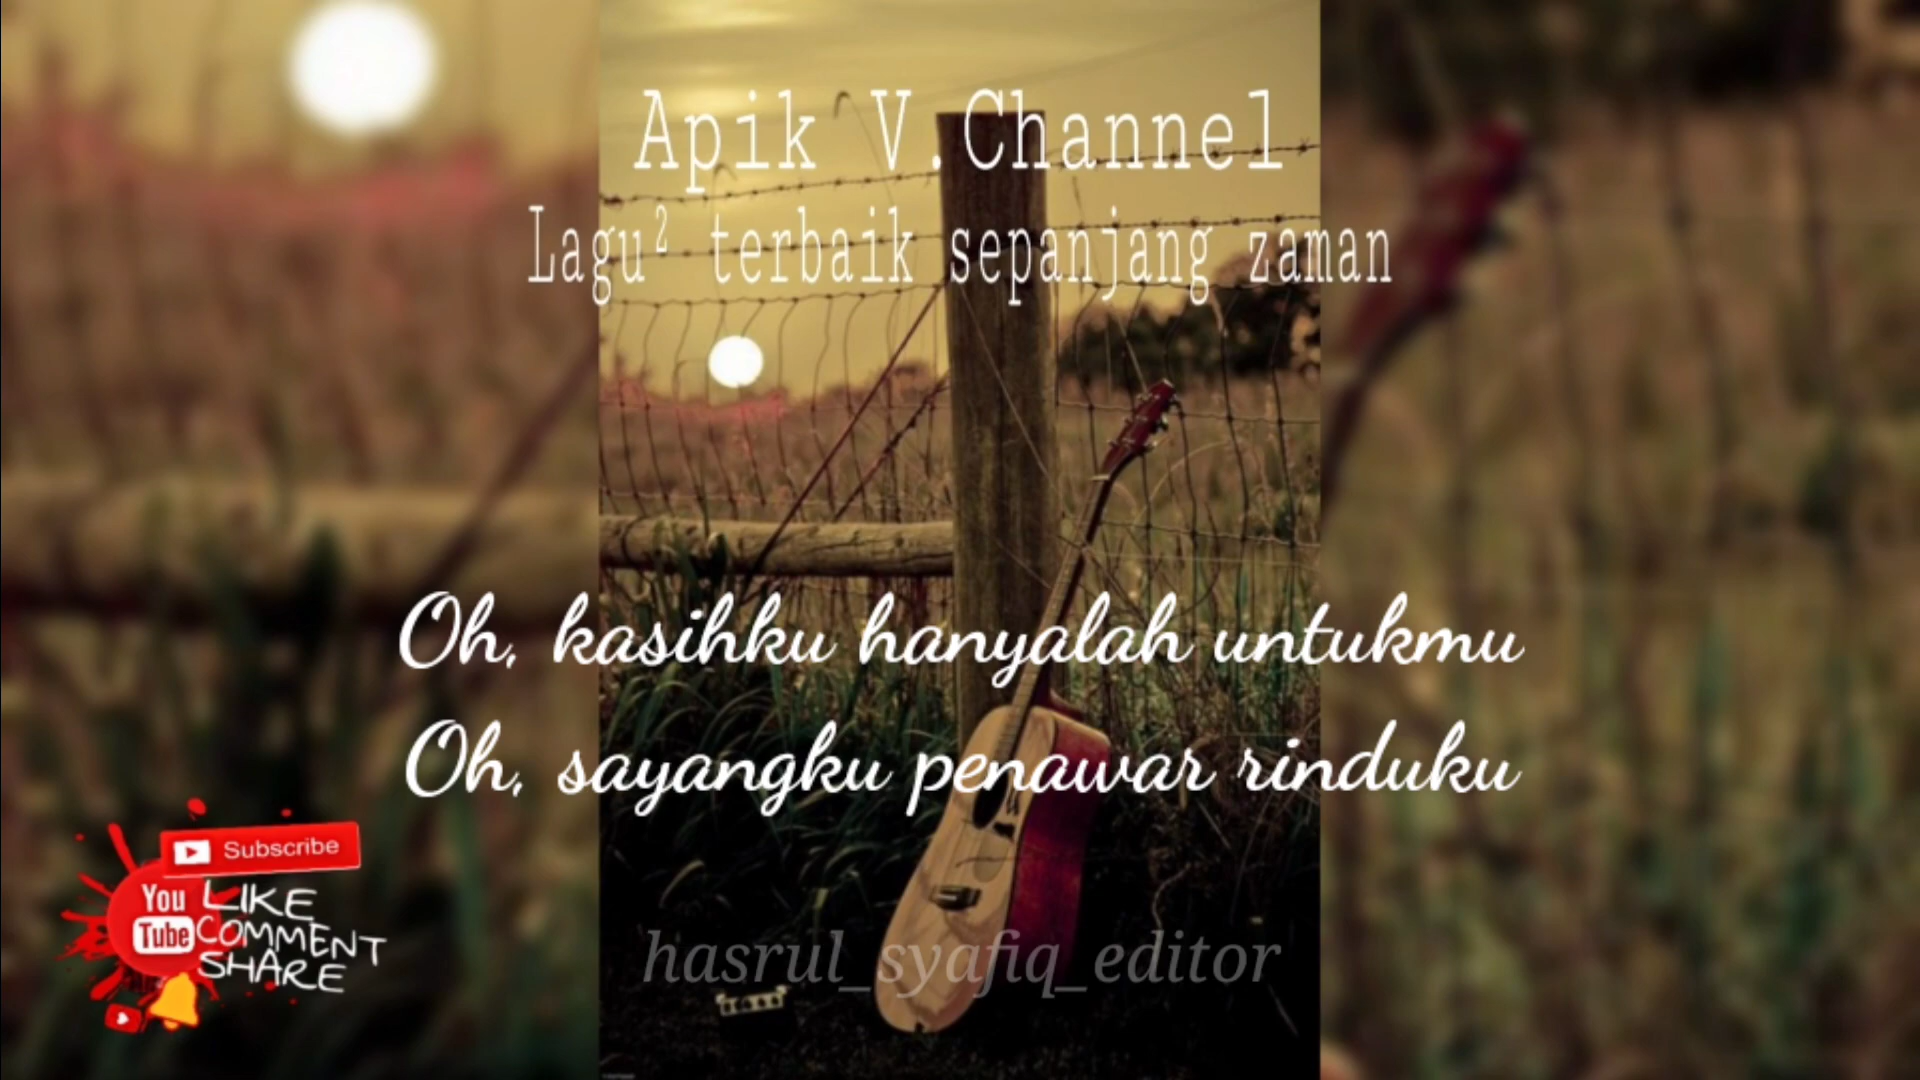 Apik V.Channel
Lagu² terbaik sepanjang zaman
Oh, kasihku hanyalah untukmu
Oh, sayangku penawar rinduku
Subscribe
You
Tube
LIKE
COMMENT
SHARE
hasrul_syafiq_editor